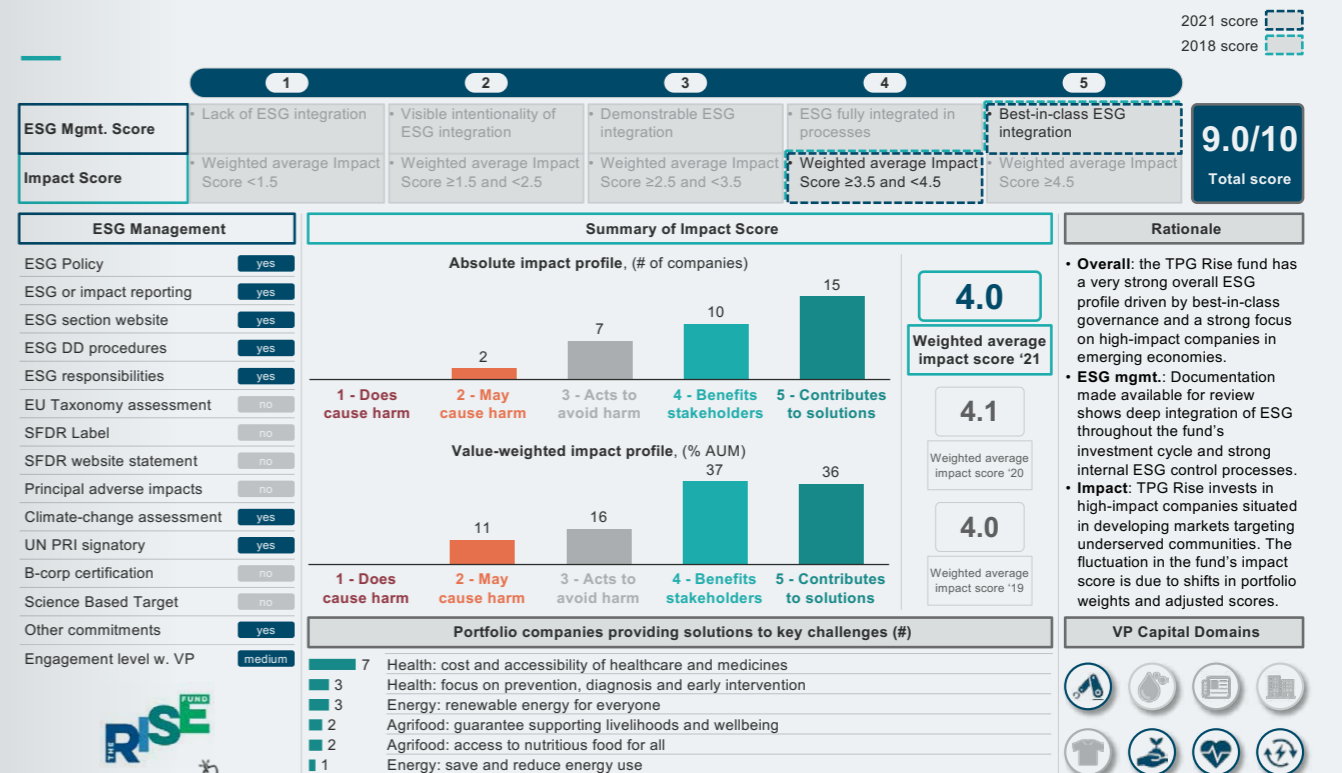 2021 score
2018 score
1 2 3 4 5
ESG Mgmt. Score
• Lack of ESG integration
• Visible intentionality of
ESG integration
• Demonstrable ESG
integration
• ESG fully integrated in
processes
• Best-in-class ESG
integration
Impact Score
• Weighted average Impact
Score <1.5
• Weighted average Impact
Score ≥1.5 and <2.5
• Weighted average Impact
Score ≥2.5 and <3.5
• Weighted average Impact
Score ≥3.5 and <4.5
• Weighted average Impact
Score ≥4.5
9.0/10
Total score
ESG Management
ESG Policy yes
ESG or impact reporting yes
ESG section website yes
ESG DD procedures yes
ESG responsibilities yes
EU Taxonomy assessment no
SFDR Label no
SFDR website statement no
Principal adverse impacts no
Climate-change assessment yes
UN PRI signatory yes
B-corp certification no
Science Based Target no
Other commitments yes
Engagement level w. VP medium
THE RISE FUND
Summary of Impact Score
Absolute impact profile, (# of companies)
2
7
10
15
1 - Does
cause harm
2 - May
cause harm
3 - Acts to
avoid harm
4 - Benefits
stakeholders
5 - Contributes
to solutions
Value-weighted impact profile, (% AUM)
11
16
37
36
1 - Does
cause harm
2 - May
cause harm
3 - Acts to
avoid harm
4 - Benefits
stakeholders
5 - Contributes
to solutions
4.0
Weighted average
impact score ‘21
4.1
Weighted average
impact score ‘20
4.0
Weighted average
impact score ‘19
Portfolio companies providing solutions to key challenges (#)
7 Health: cost and accessibility of healthcare and medicines
3 Health: focus on prevention, diagnosis and early intervention
3 Energy: renewable energy for everyone
2 Agrifood: guarantee supporting livelihoods and wellbeing
2 Agrifood: access to nutritious food for all
1 Energy: save and reduce energy use
Rationale
• Overall: the TPG Rise fund has
a very strong overall ESG
profile driven by best-in-class
governance and a strong focus
on high-impact companies in
emerging economies.
• ESG mgmt.: Documentation
made available for review
shows deep integration of ESG
throughout the fund’s
investment cycle and strong
internal ESG control processes.
• Impact: TPG Rise invests in
high-impact companies situated
in developing markets targeting
underserved communities. The
fluctuation in the fund’s impact
score is due to shifts in portfolio
weights and adjusted scores.
VP Capital Domains